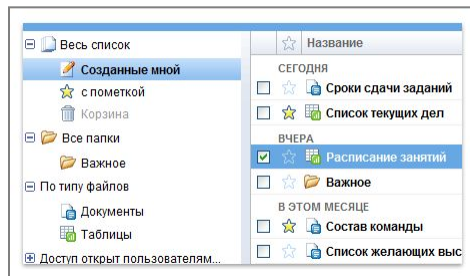 Весь список
Созданные мной
с пометкой
Корзина
Все папки
Важное
По типу файлов
Документы
Таблицы
Доступ открыт пользователям...
Название
СЕГОДНЯ
Сроки сдачи заданий
Список текущих дел
ВЧЕРА
Расписание занятий
Важное
В ЭТОМ МЕСЯЦЕ
Состав команды
Список желающих выс